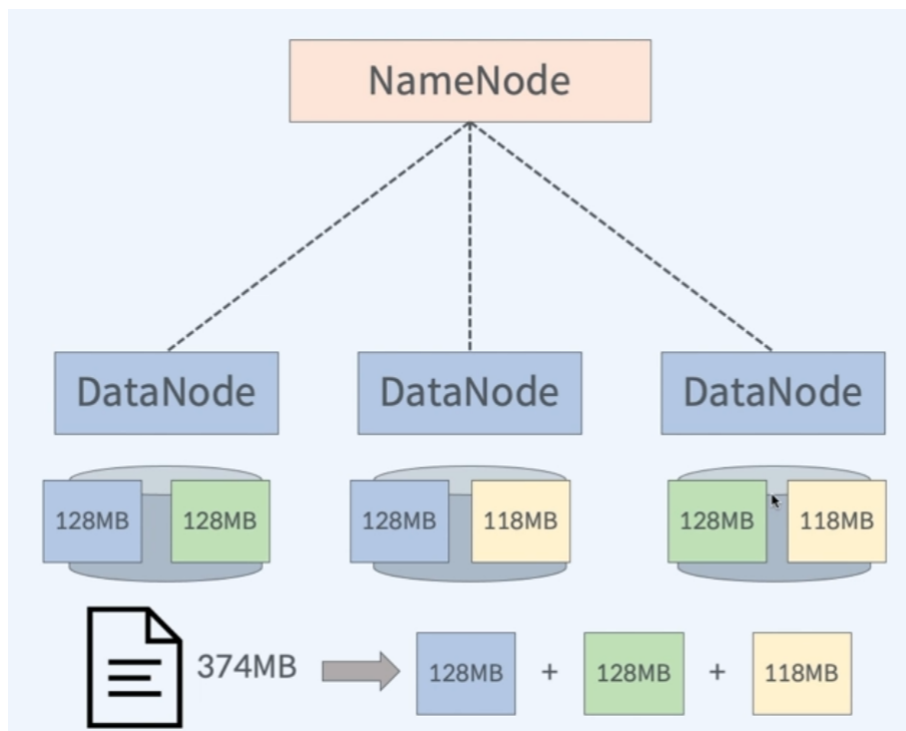 NameNode
DataNode DataNode DataNode
128MB 128MB 128MB 118MB 128MB 118MB
374MB 128MB + 128MB + 118MB